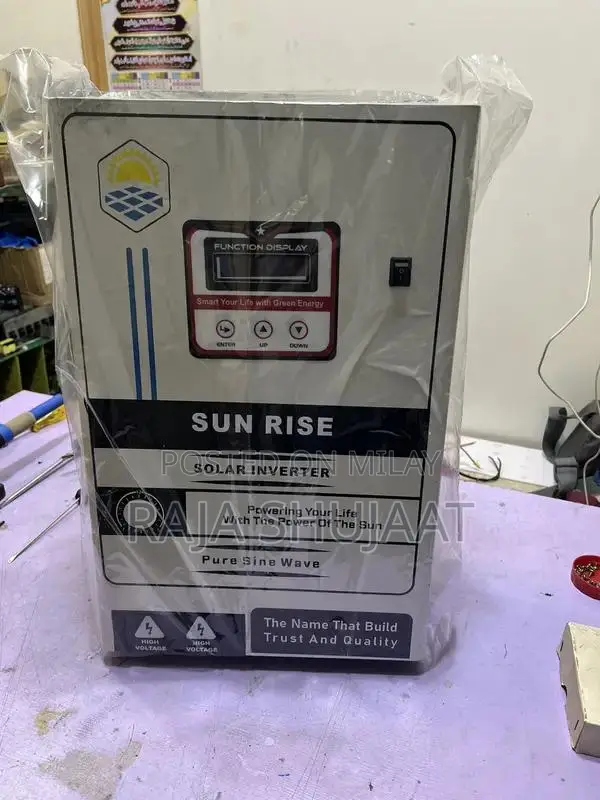 FUNCTION DISPLAY
Smart Your Life with Green Energy
ENTER UP DOWN
SUN RISE
POSTED ON MILAY
SOLAR INVERTER
RAJA SHUJAAT
Powering Your Life
With The Power Of The Sun
Pure Sine Wave
HIGH
VOLTAGE
HIGH
VOLTAGE
The Name That Build
Trust And Quality